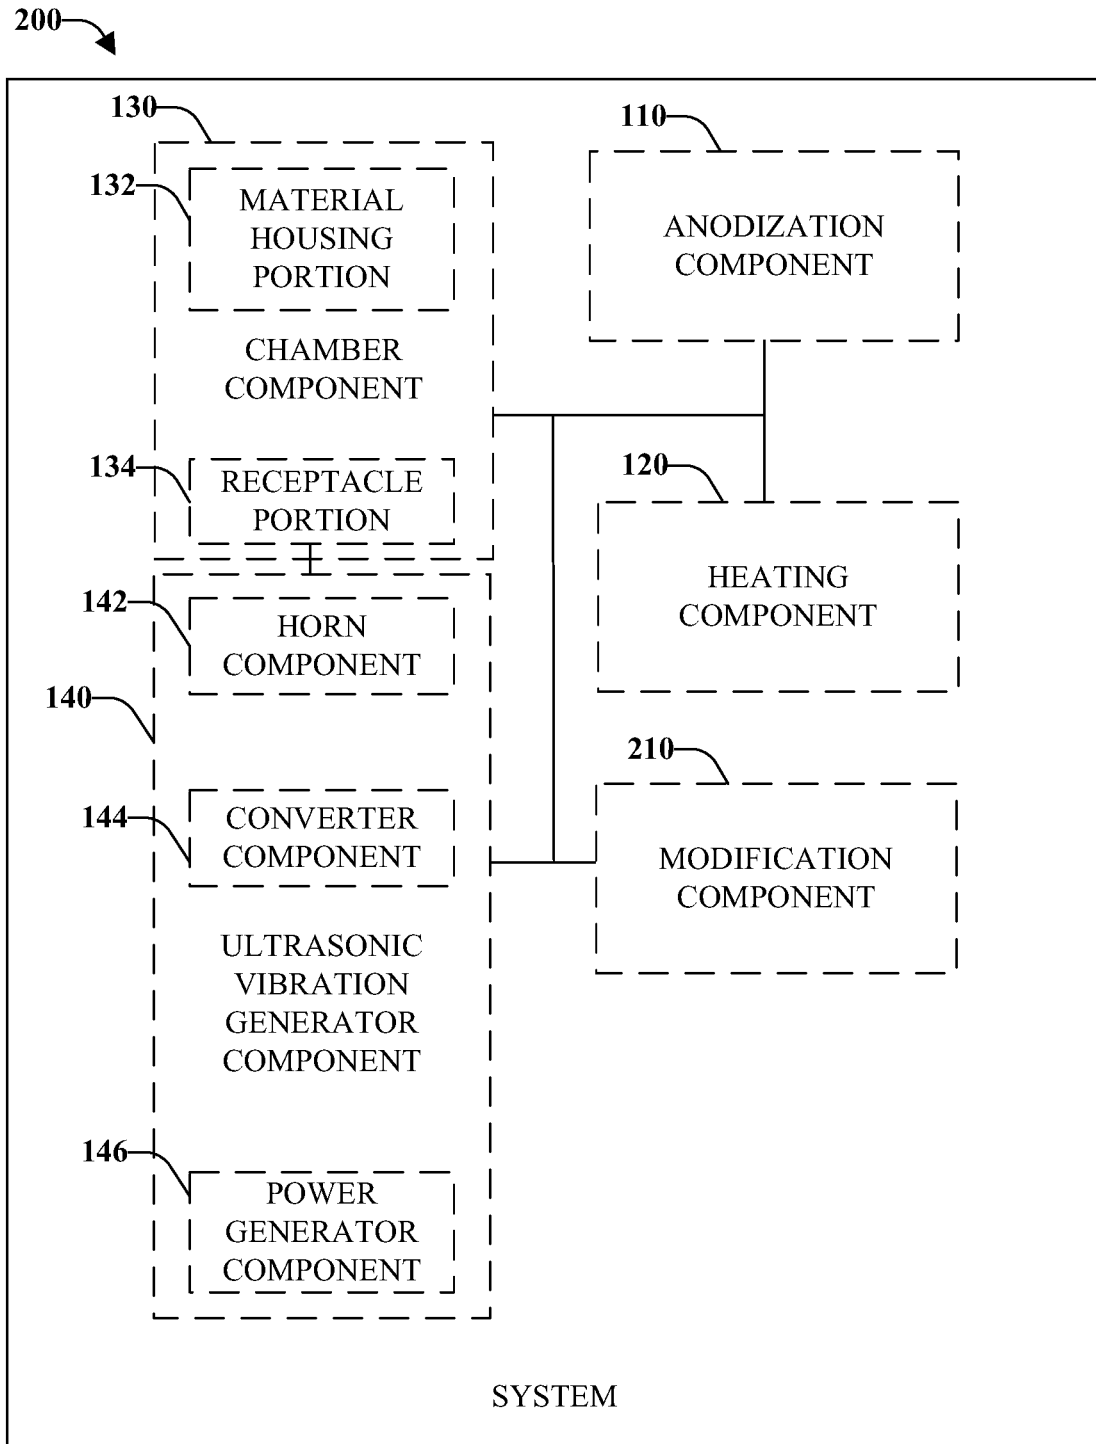 200
130
110
132
MATERIAL
HOUSING
PORTION
ANODIZATION
COMPONENT
CHAMBER
COMPONENT
134
RECEPTACLE
PORTION
120
HEATING
COMPONENT
142
HORN
COMPONENT
140
210
144
CONVERTER
COMPONENT
MODIFICATION
COMPONENT
ULTRASONIC
VIBRATION
GENERATOR
COMPONENT
146
POWER
GENERATOR
COMPONENT
SYSTEM